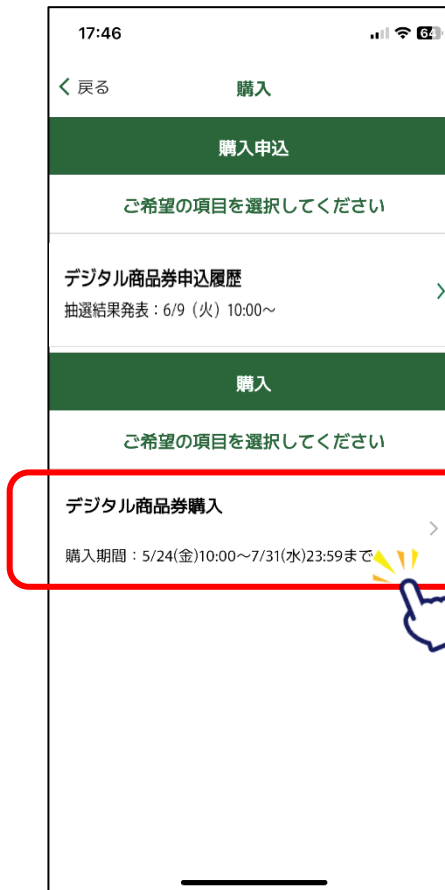 17:46
64
戻る
購入
購入申込
ご希望の項目を選択してください
デジタル商品券申込履歴
抽選結果発表：6/9（火）10:00～
購入
ご希望の項目を選択してください
デジタル商品券購入
購入期間：5/24(金)10:00～7/31(水)23:59まで